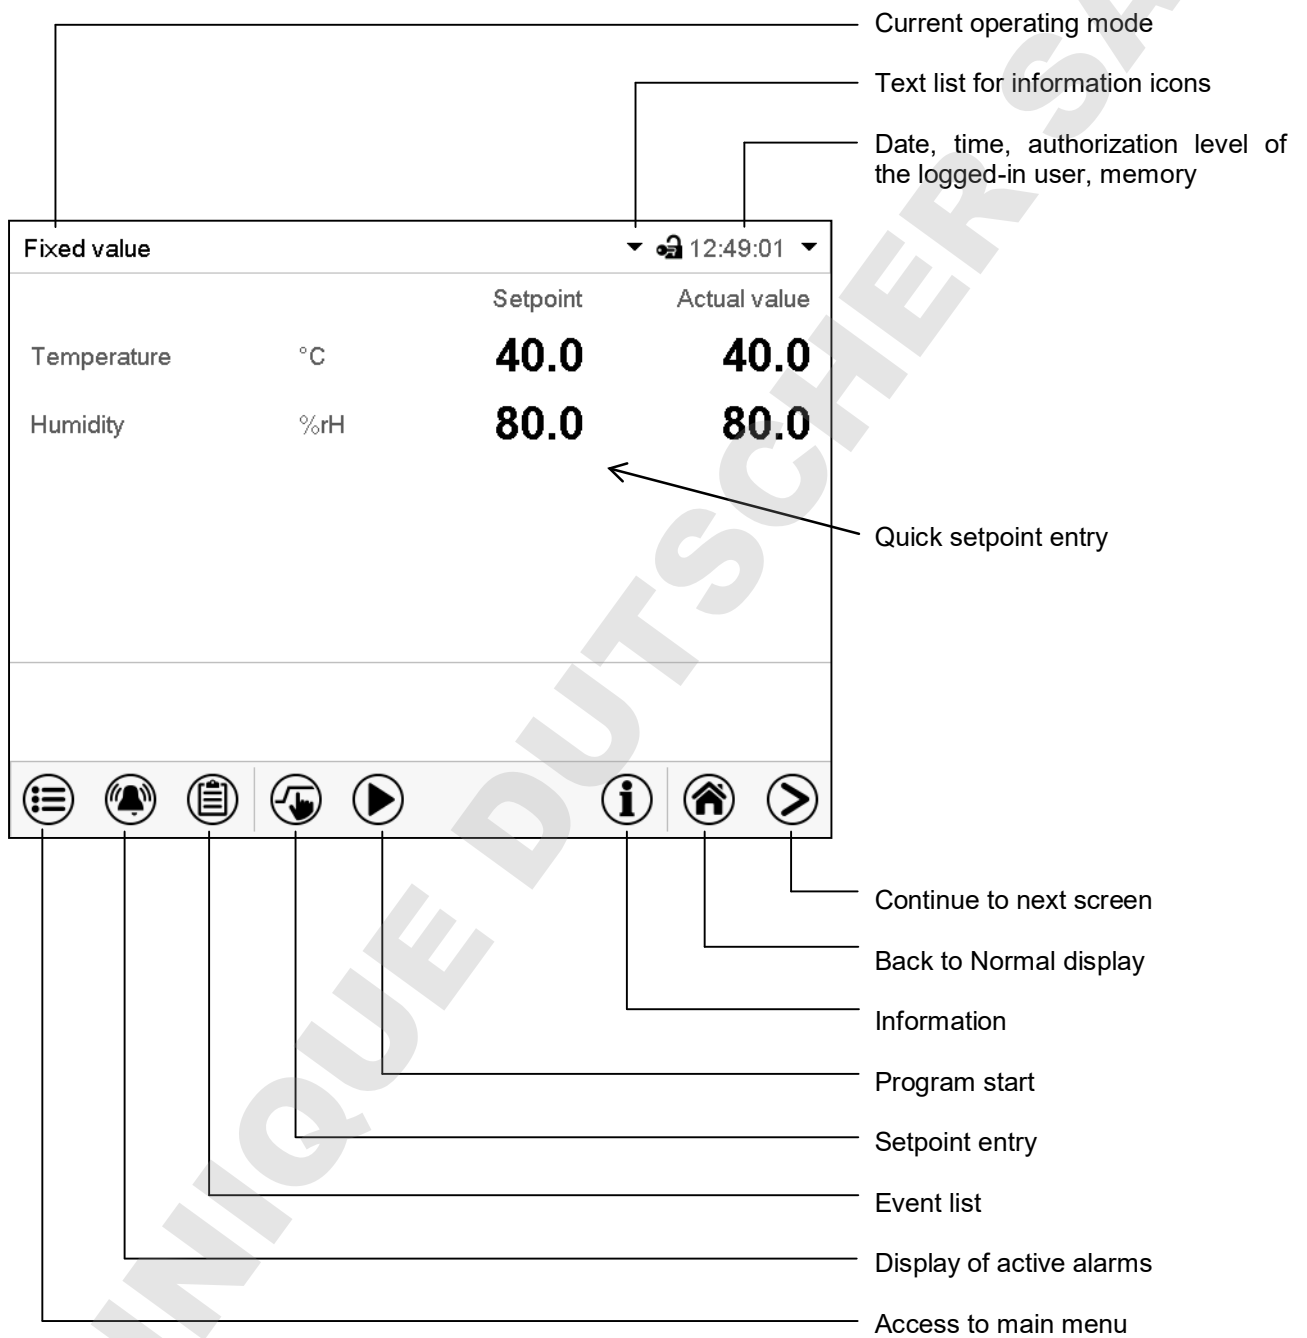 Current operating mode
Text list for information icons
Date, time, authorization level of
the logged-in user, memory
Fixed value
12:49:01
Setpoint Actual value
Temperature °C 40.0 40.0
Humidity %rH 80.0 80.0
Quick setpoint entry
Continue to next screen
Back to Normal display
Information
Program start
Setpoint entry
Event list
Display of active alarms
Access to main menu
NIQUE DUTSCHER SA